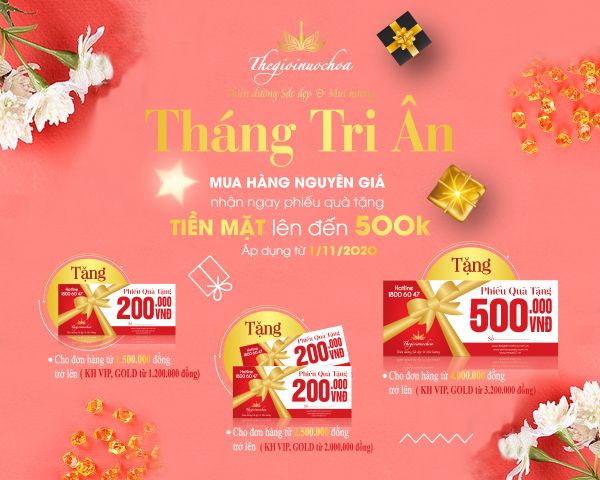 Thegioinuochoa
Thiên đường Sắc đẹp & Mùi hương
Tháng Tri Ân
MUA HÀNG NGUYÊN GIÁ
nhận ngay phiếu quà tặng
TIỀN MẶT lên đến 500k
Áp dụng từ 1/11/2020
Tặng
Hotline
1800 60 47
Phiếu Quà Tặng
200.000
VNĐ
• Cho đơn hàng từ 1.500.000 đồng
trở lên ( KH VIP, GOLD từ 1.200.000 đồng)
Tặng
Phiếu Quà Tặng
200.000
VNĐ
Hotline
1800 60 47
Phiếu Quà Tặng
200.000
VNĐ
• Cho đơn hàng từ 2.500.000 đồng
trở lên ( KH VIP, GOLD từ 2.000.000 đồng)
Tặng
Hotline
1800 60 47
Phiếu Quà Tặng
500.000
VNĐ
Số
Thegioinuochoa
• Cho đơn hàng từ 4.000.000 đồng
trở lên ( KH VIP, GOLD từ 3.200.000 đồng)